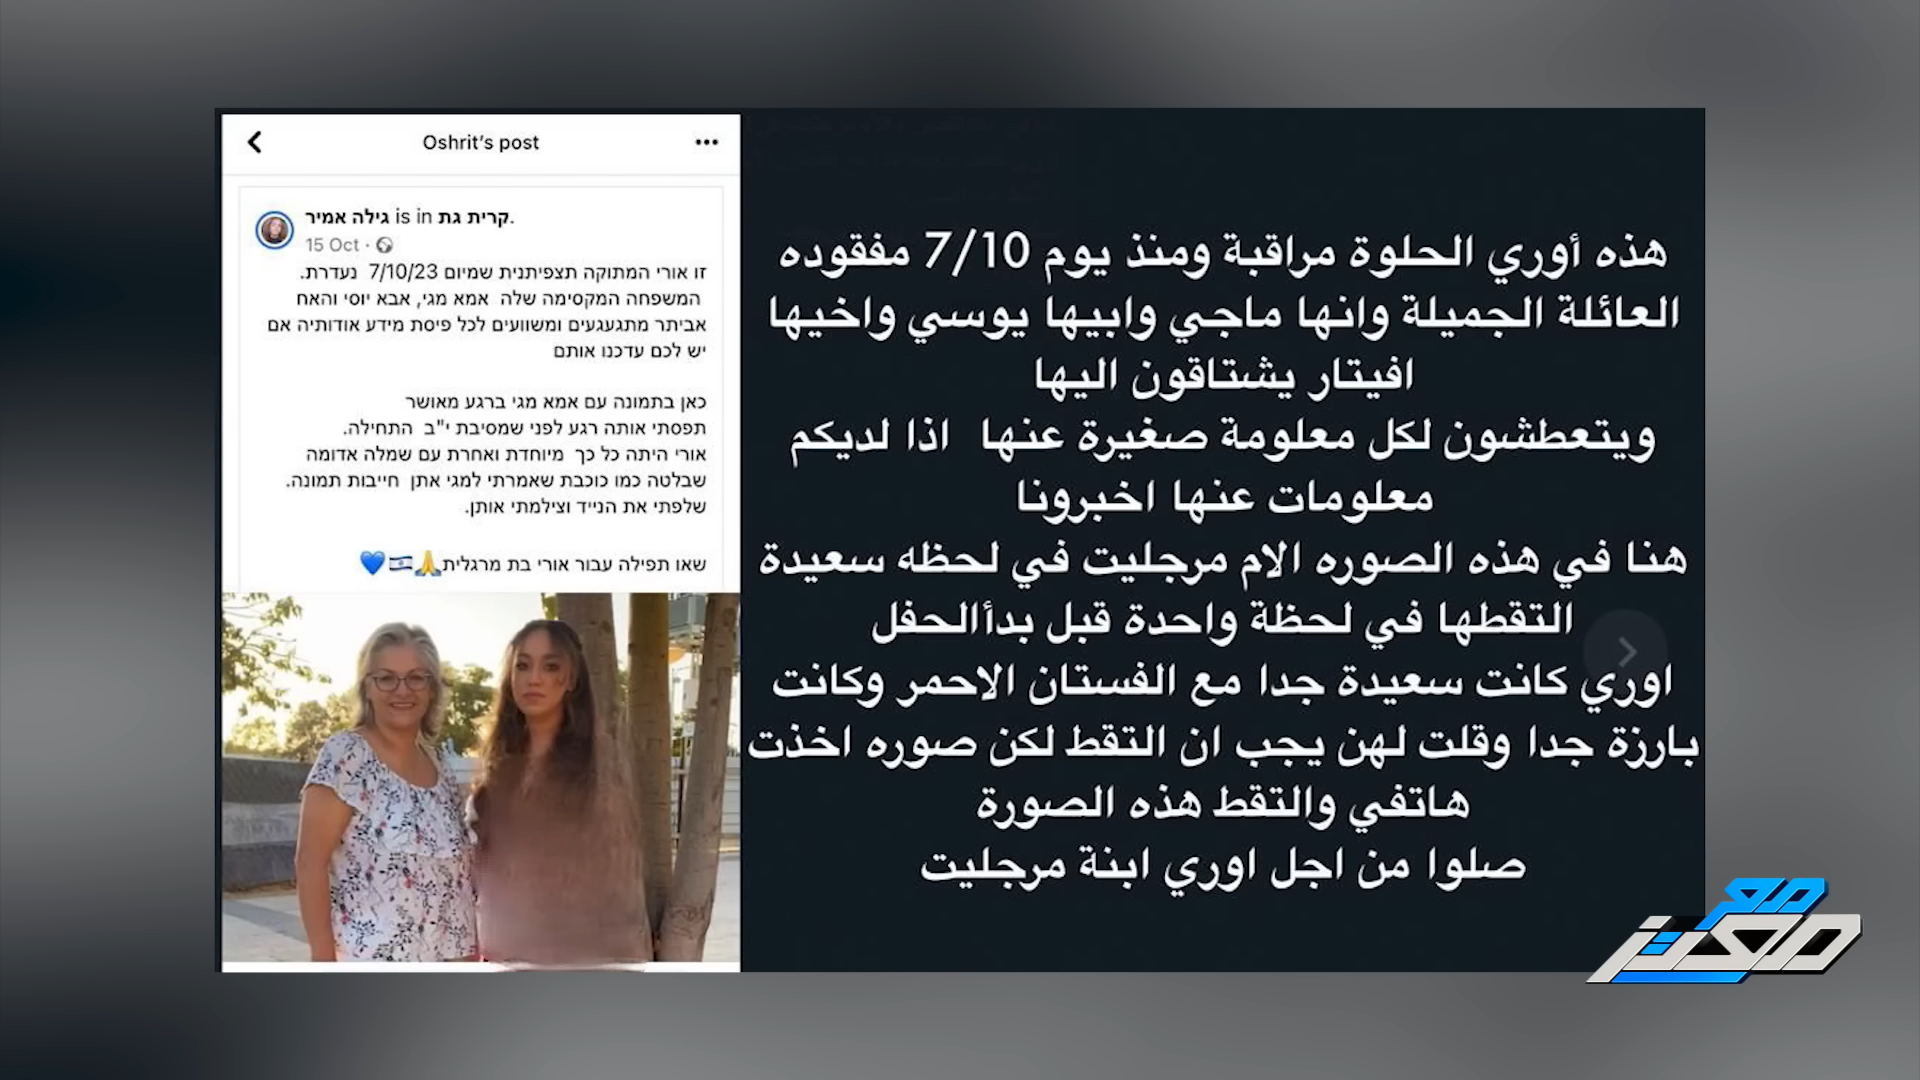 Oshrit's post
גילה אמיר is in קרית גת.
15 Oct
זו אורי המתוקה תצפיתנית שמיום 7/10/23 נעדרת.
המשפחה המקסימה שלה אמא מגי, אבא יוסי והאח
אביתר מתגעגעים ומשוועים לכל פיסת מידע אודותיה אם
יש לכם עדכנו אותם
כאן בתמונה עם אמא מגי ברגע מאושר
תפסתי אותה רגע לפני שמסיבת י"ב התחילה.
אורי היתה כל כך מיוחדת ואחרת עם שמלה אדומה
שבלטה כמו כוכבת שאמרתי למגי אתן חייבות תמונה.
שלפתי את הנייד וצילמתי אותן.
שאו תפילה עבור אורי בת מרגלית🙏🇮🇱💙
هذه أوري الحلوة مراقبة ومنذ يوم 7/10 مفقوده
العائلة الجميلة وانها ماجي وابيها يوسي واخيها
افيتار يشتاقون اليها
ويتعطشون لكل معلومة صغيرة عنها اذا لديكم
معلومات عنها اخبرونا
هنا في هذه الصوره الام مرجليت في لحظه سعيدة
التقطها في لحظة واحدة قبل بدأالحفل
اوري كانت سعيدة جدا مع الفستان الاحمر وكانت
بارزة جدا وقلت لهن يجب ان التقط لكن صوره اخذت
هاتفي والتقط هذه الصورة
صلوا من اجل اوري ابنة مرجليت
مع